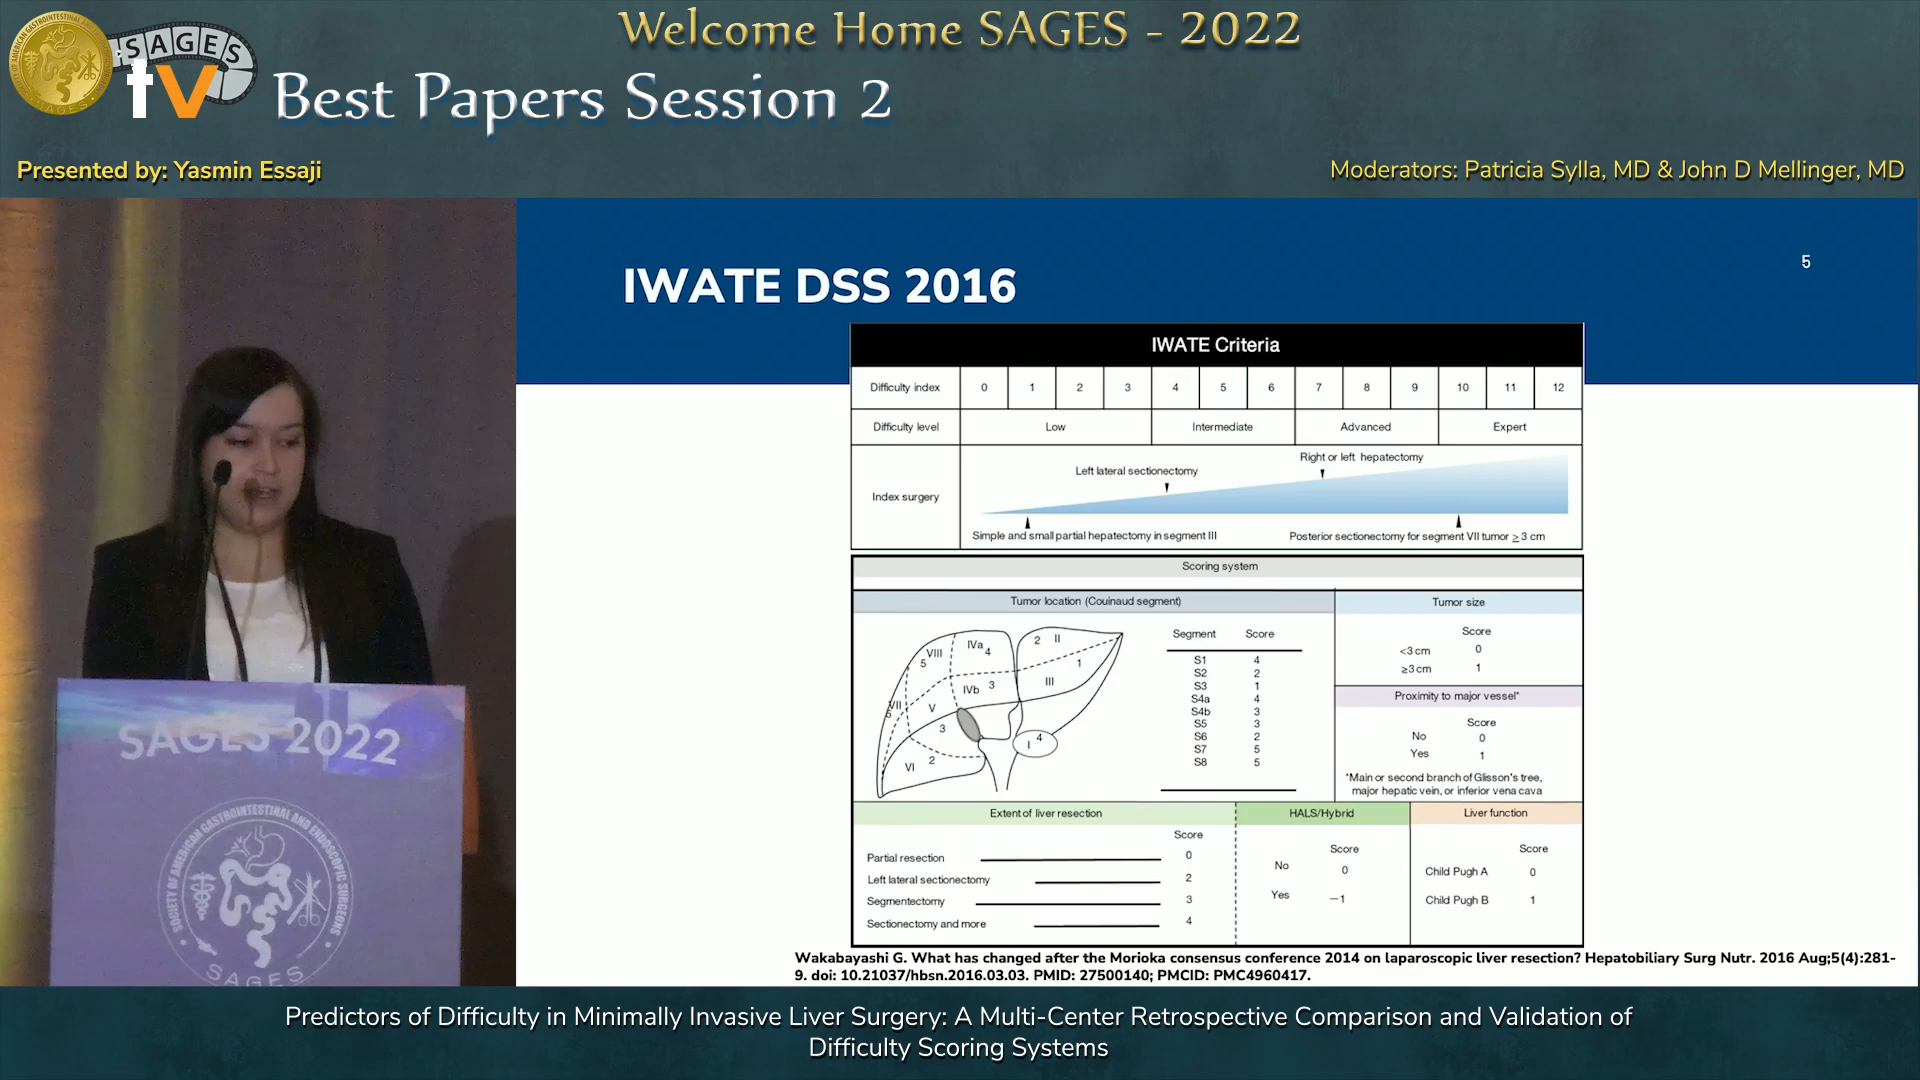 Welcome Home SAGES - 2022
SAGES
tv
Best Papers Session 2
Presented by: Yasmin Essaji
Moderators: Patricia Sylla, MD & John D Mellinger, MD
IWATE DSS 2016
5
IWATE Criteria
Difficulty index 0 1 2 3 4 5 6 7 8 9 10 11 12
Difficulty level Low Intermediate Advanced Expert
Right or left hepatectomy
Left lateral sectionectomy
Index surgery
Simple and small partial hepatectomy in segment III
Posterior sectionectomy for segment VII tumor ≥ 3 cm
Scoring system
Tumor location (Couinaud segment)
Tumor size
IVa 4
2 II
VIII
5
1
IVb 3
III
VII
V
3
I 4
VI 2
Segment Score
S1 4
S2 2
S3 1
S4a 4
S4b 3
S5 3
S6 2
S7 5
S8 5
Score
<3 cm 0
≥3 cm 1
Proximity to major vessel*
Score
No 0
Yes 1
*Main or second branch of Glisson's tree,
major hepatic vein, or inferior vena cava
Extent of liver resection
Score
Partial resection 0
Left lateral sectionectomy 2
Segmentectomy 3
Sectionectomy and more 4
HALS/Hybrid
Score
No 0
Yes −1
Liver function
Score
Child Pugh A 0
Child Pugh B 1
Wakabayashi G. What has changed after the Morioka consensus conference 2014 on laparoscopic liver resection? Hepatobiliary Surg Nutr. 2016 Aug;5(4):281-
9. doi: 10.21037/hbsn.2016.03.03. PMID: 27500140; PMCID: PMC4960417.
SAGES 2022
SOCIETY OF AMERICAN GASTROINTESTINAL AND ENDOSCOPIC SURGEONS
SAGES
Predictors of Difficulty in Minimally Invasive Liver Surgery: A Multi-Center Retrospective Comparison and Validation of
Difficulty Scoring Systems